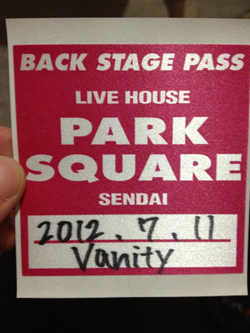 BACK STAGE PASS
LIVE HOUSE
PARK
SQUARE
SENDAI
2012.7.11
Vanity